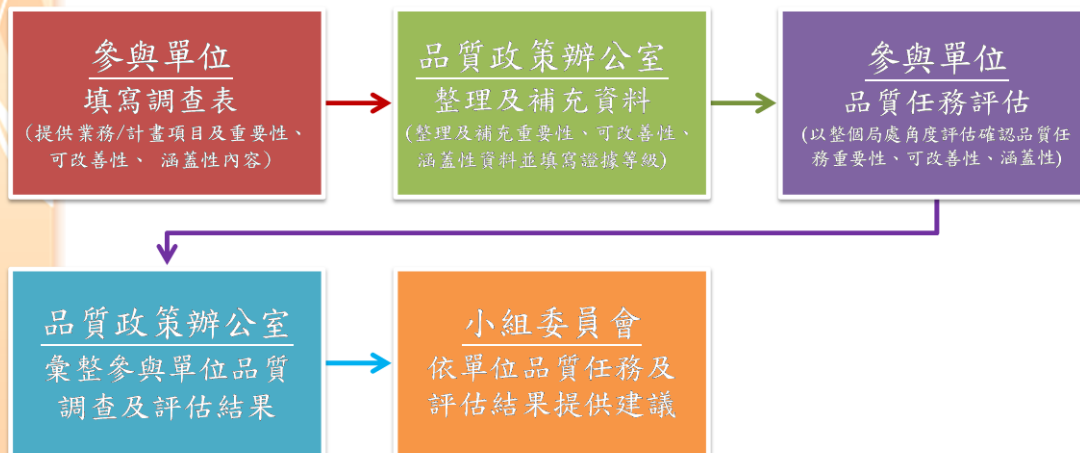 參與單位
填寫調查表
(提供業務/計畫項目及重要性、
可改善性、 涵蓋性內容)
品質政策辦公室
整理及補充資料
(整理及補充重要性、可改善性、
涵蓋性資料並填寫證據等級)
參與單位
品質任務評估
(以整個局處角度評估確認品質任
務重要性、可改善性、涵蓋性)
品質政策辦公室
彙整參與單位品質
調查及評估結果
小組委員會
依單位品質任務及
評估結果提供建議